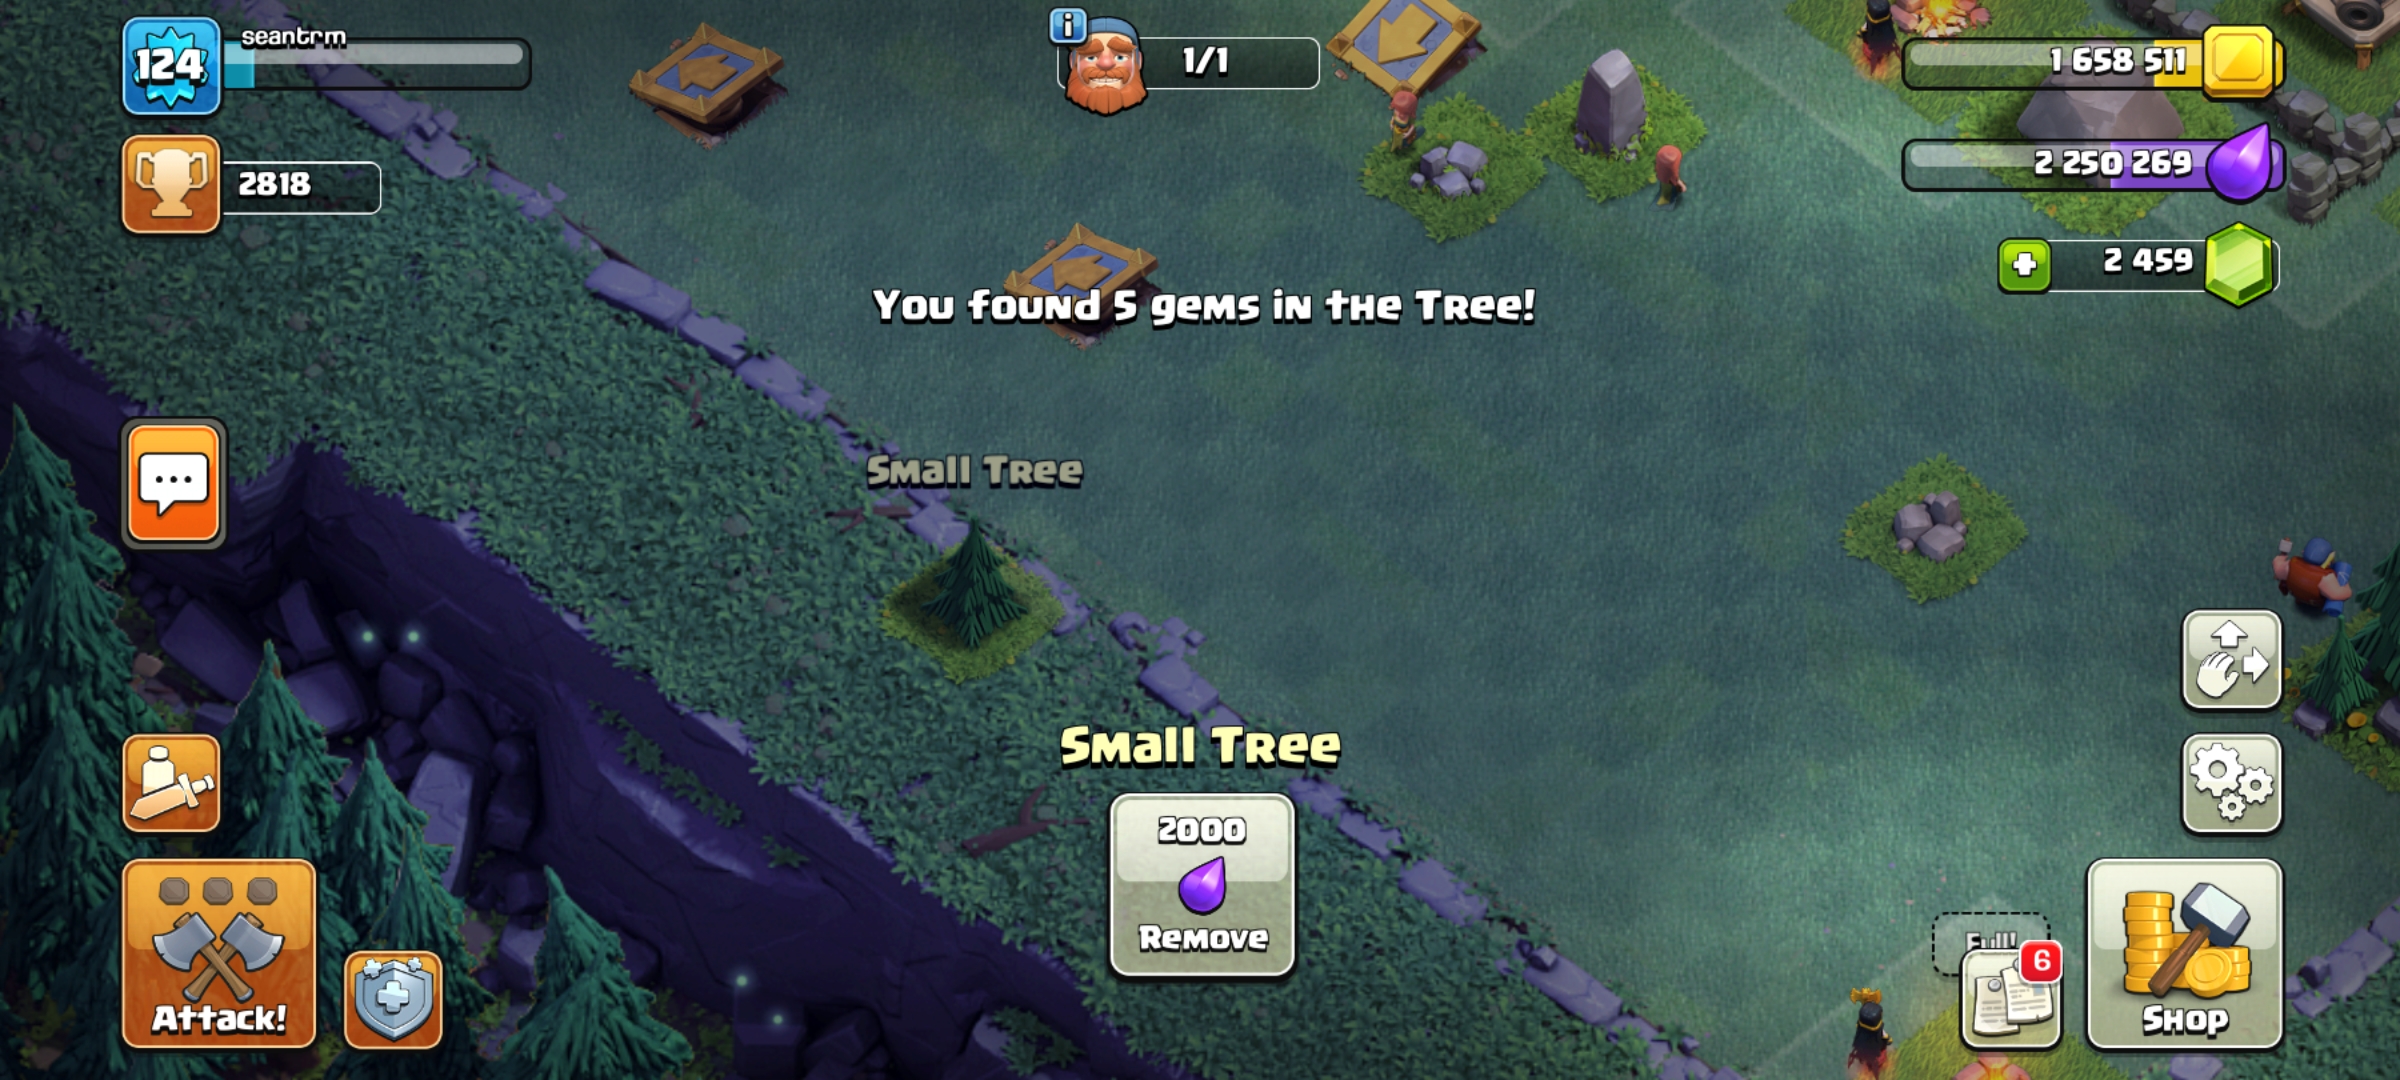 124
seantrm
2818
i
1/1
1 658 511
2 250 269
2 459
You found 5 gems in the Tree!
Small Tree
Small Tree
2000
Remove
Attack!
Full!
6
Shop